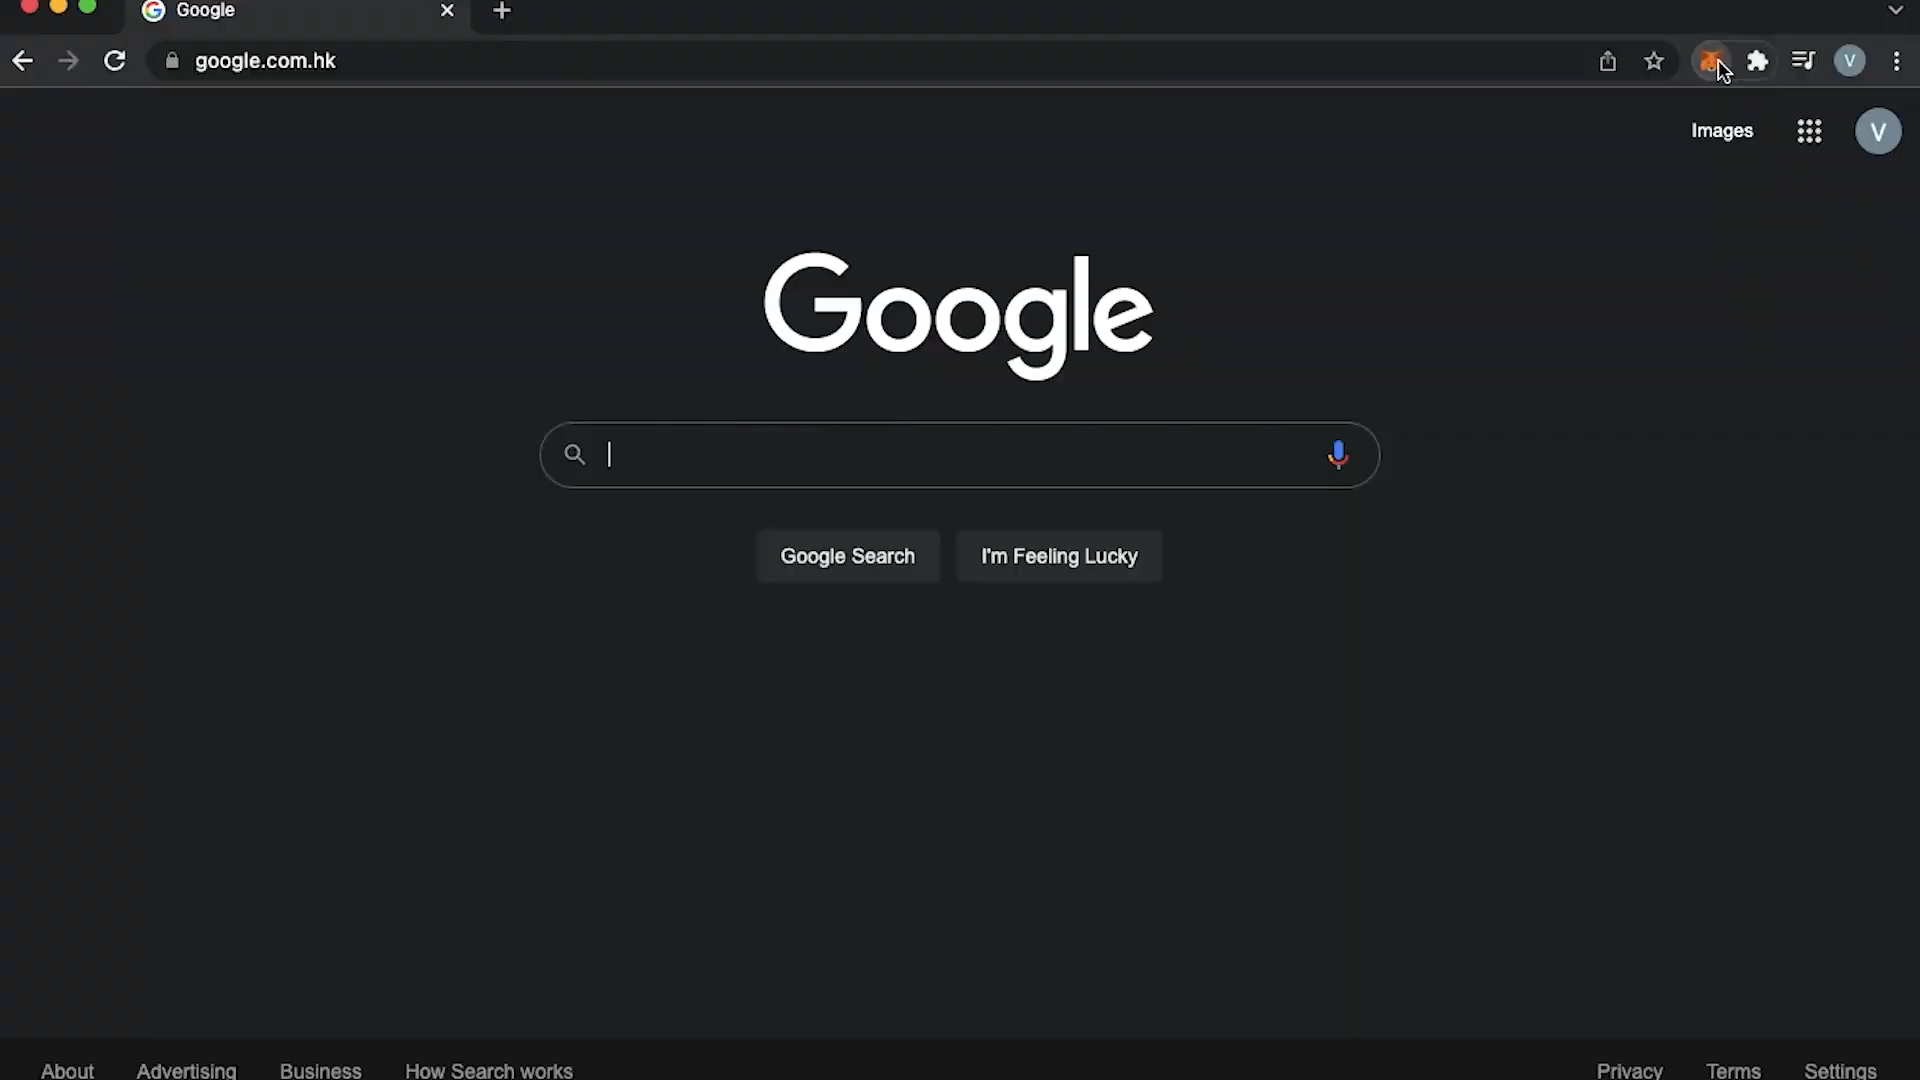 Google
google.com.hk
V
Images
V
Google
Google Search
I'm Feeling Lucky
About Advertising Business How Search works
Privacy Terms Settings